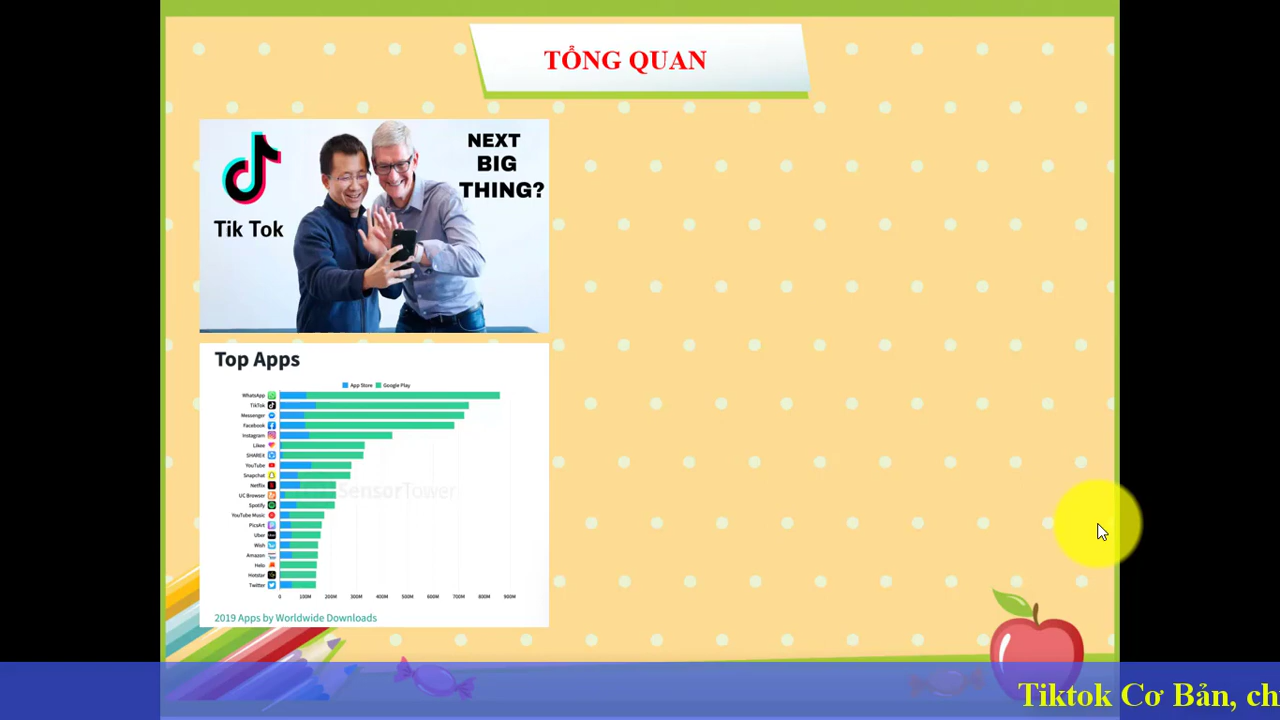 TỔNG QUAN
Tik Tok
NEXT
BIG
THING?
Top Apps
App Store Google Play
WhatsApp
TikTok
Messenger
Facebook
Instagram
Likee
SHAREit
YouTube
Snapchat
Netflix
UC Browser
Spotify
YouTube Music
PicsArt
Uber
Wish
Amazon
Helo
Hotstar
Twitter
SensorTower
0 100M 200M 300M 400M 500M 600M 700M 800M 900M
2019 Apps by Worldwide Downloads
Tiktok Cơ Bản, ch